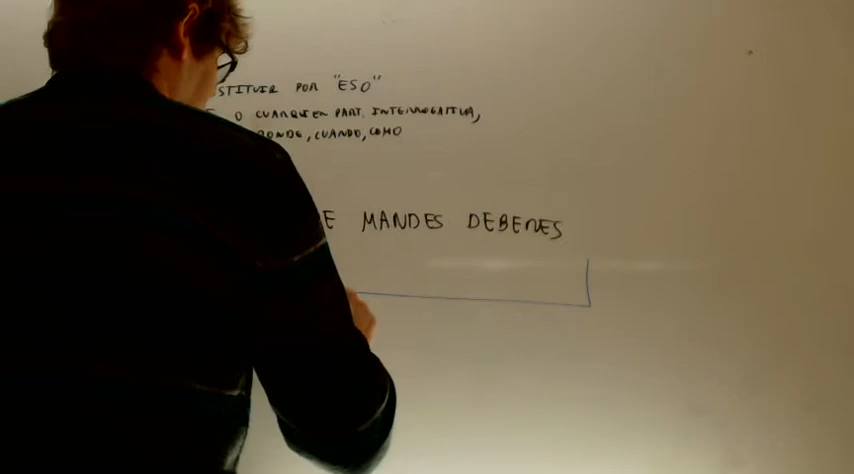 STITUIR POR "ESO"
O CUALQUIER PART. INTERROGATIVA,
DONDE, CUANDO, COMO
E MANDES DEBERES